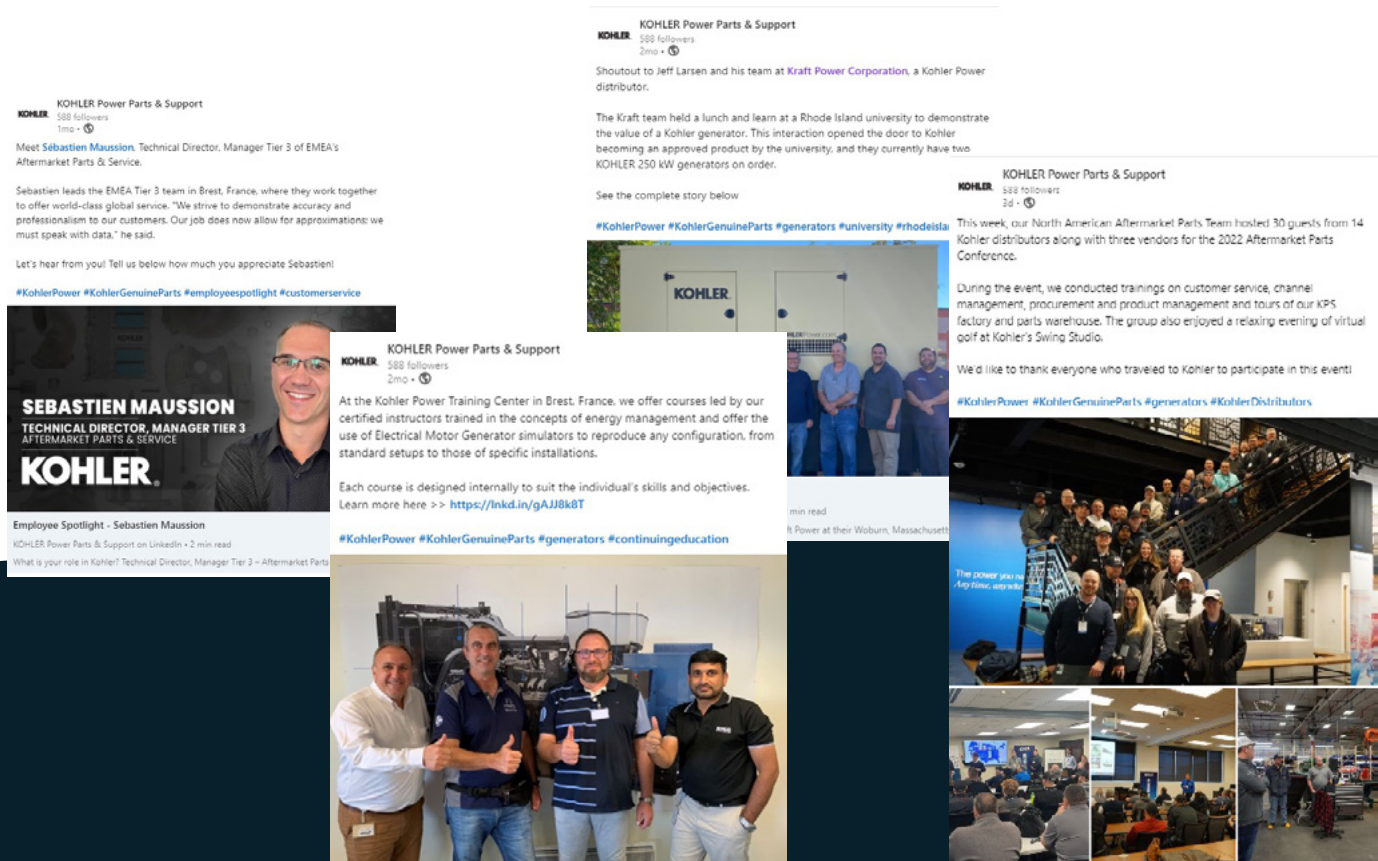 KOHLER Power Parts & Support
KOHLER
588 followers
1mo •
Meet Sébastien Maussion, Technical Director, Manager Tier 3 of EMEA's
Aftermarket Parts & Service.
Sebastien leads the EMEA Tier 3 team in Brest, France, where they work together
to offer world-class global service. "We strive to demonstrate accuracy and
professionalism to our customers. Our job does now allow for approximations: we
must speak with data," he said.
Let's hear from you! Tell us below how much you appreciate Sebastien!
#KohlerPower #KohlerGenuineParts #employeespotlight #customerservice
SEBASTIEN MAUSSION
TECHNICAL DIRECTOR, MANAGER TIER 3
AFTERMARKET PARTS & SERVICE
KOHLER®
Employee Spotlight - Sebastien Maussion
KOHLER Power Parts & Support on LinkedIn • 2 min read
What is your role in Kohler? Technical Director, Manager Tier 3 – Aftermarket Parts
KOHLER Power Parts & Support
KOHLER
588 followers
2mo •
At the Kohler Power Training Center in Brest, France, we offer courses led by our
certified instructors trained in the concepts of energy management and offer the
use of Electrical Motor Generator simulators to reproduce any configuration, from
standard setups to those of specific installations.
Each course is designed internally to suit the individual's skills and objectives.
Learn more here >> https://lnkd.in/gAJJ8k8T
#KohlerPower #KohlerGenuineParts #generators #continuingeducation
KOHLER Power Parts & Support
KOHLER
588 followers
2mo •
Shoutout to Jeff Larsen and his team at Kraft Power Corporation, a Kohler Power
distributor.
The Kraft team held a lunch and learn at a Rhode Island university to demonstrate
the value of a Kohler generator. This interaction opened the door to Kohler
becoming an approved product by the university, and they currently have two
KOHLER 250 kW generators on order.
See the complete story below
#KohlerPower #KohlerGenuineParts #generators #university #rhodeisla
KOHLER
min read
ft Power at their Woburn, Massachusett
KOHLER Power Parts & Support
KOHLER
588 followers
3d •
This week, our North American Aftermarket Parts Team hosted 30 guests from 14
Kohler distributors along with three vendors for the 2022 Aftermarket Parts
Conference.
During the event, we conducted trainings on customer service, channel
management, procurement and product management and tours of our KPS
factory and parts warehouse. The group also enjoyed a relaxing evening of virtual
golf at Kohler's Swing Studio.
We'd like to thank everyone who traveled to Kohler to participate in this event!
#KohlerPower #KohlerGenuineParts #generators #KohlerDistributors
The power you ne
Anytime, anywhe